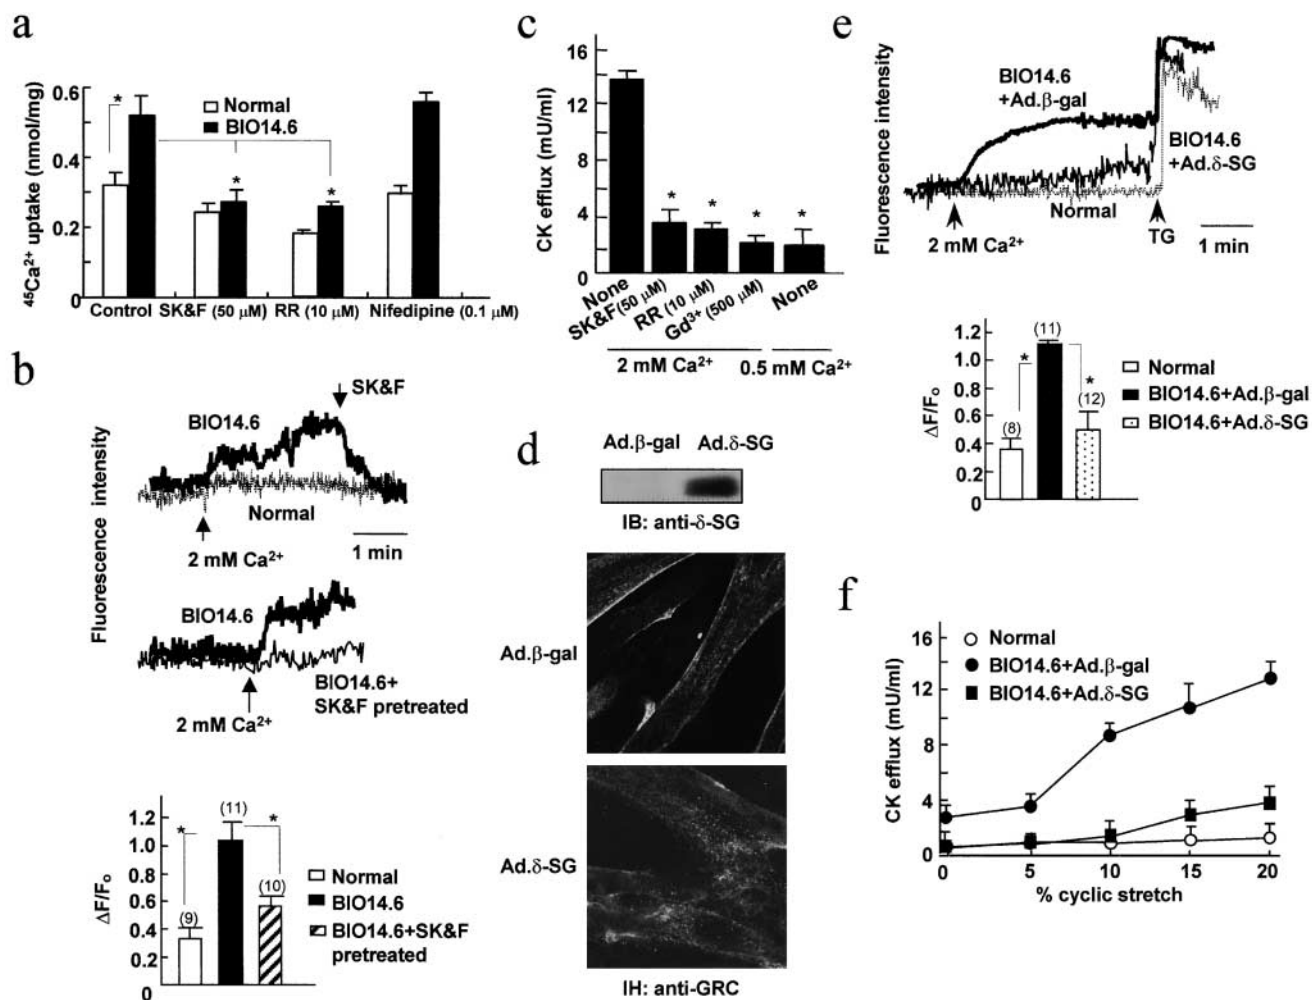 a
⁴⁵Ca²⁺ uptake (nmol/mg)
0.6
0.4
0.2
0
*
Normal
BIO14.6
*
*
Control SK&F (50 μM) RR (10 μM) Nifedipine (0.1 μM)
b
Fluorescence intensity
SK&F
BIO14.6
Normal
2 mM Ca²⁺
1 min
BIO14.6
BIO14.6+
SK&F pretreated
2 mM Ca²⁺
ΔF/Fo
1.2
1.0
0.8
0.6
0.4
0.2
0
(9)
*
(11)
*
(10)
Normal
BIO14.6
BIO14.6+SK&F
pretreated
c
CK efflux (mU/ml)
16
12
8
4
0
*
*
*
*
None
SK&F (50 μM)
RR (10 μM)
Gd³⁺ (500 μM)
None
2 mM Ca²⁺ 0.5 mM Ca²⁺
d
Ad.β-gal Ad.δ-SG
IB: anti-δ-SG
Ad.β-gal
Ad.δ-SG
IH: anti-GRC
e
Fluorescence intensity
BIO14.6
+Ad.β-gal
BIO14.6
+Ad.δ-SG
Normal
2 mM Ca²⁺
TG
1 min
ΔF/Fo
1.2
1.0
0.8
0.6
0.4
0.2
0
(8)
*
(11)
*
(12)
Normal
BIO14.6+Ad.β-gal
BIO14.6+Ad.δ-SG
f
CK efflux (mU/ml)
16
12
8
4
0
Normal
BIO14.6+Ad.β-gal
BIO14.6+Ad.δ-SG
0 5 10 15 20
% cyclic stretch